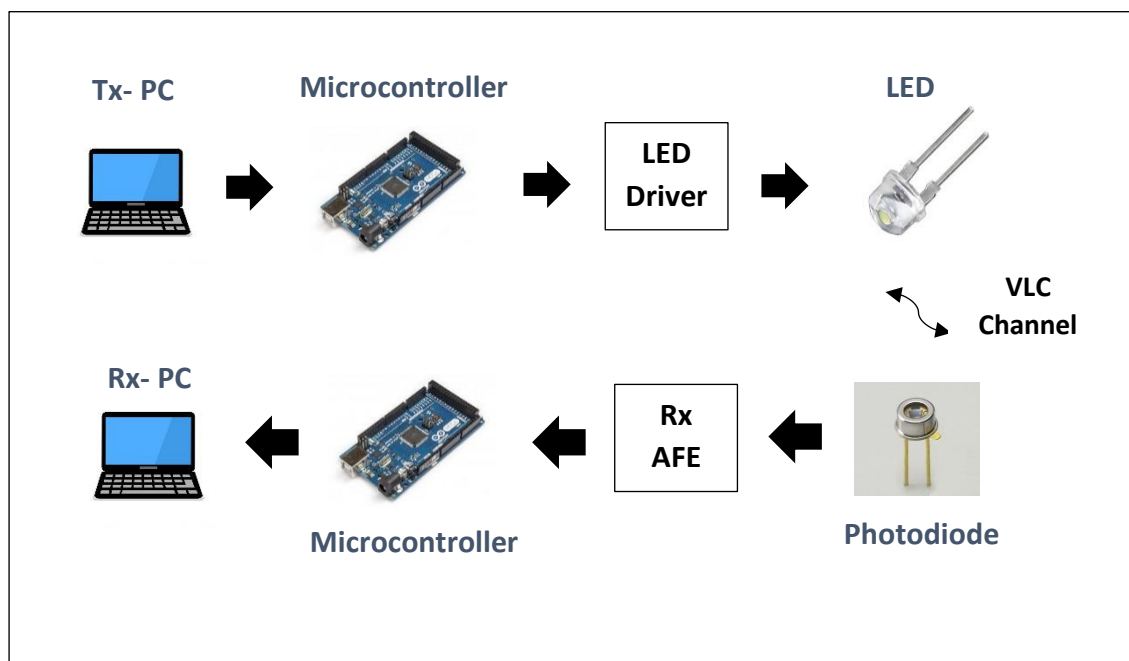 Tx- PC
Microcontroller
LED
LED
Driver
VLC
Channel
Rx- PC
Rx
AFE
Microcontroller
Photodiode